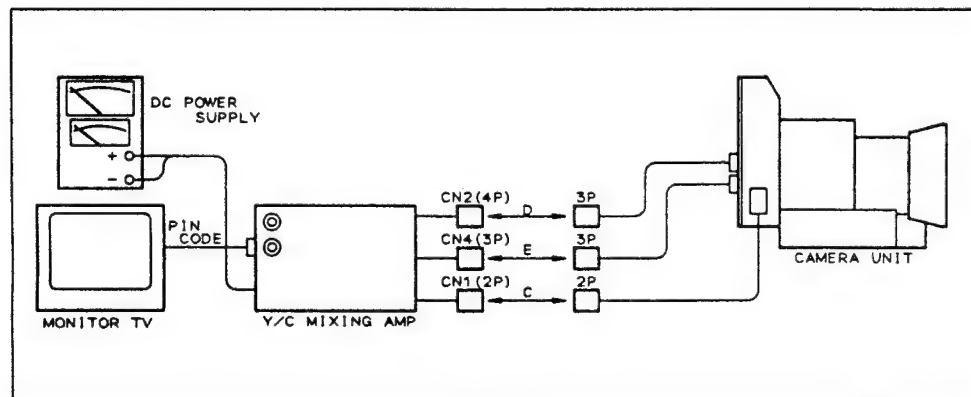 DC POWER
SUPPLY
+
-
PIN
CODE
MONITOR TV
Y/C MIXING AMP
CN2(4P)
D
3P
CN4(3P)
E
3P
CN1(2P)
C
2P
CAMERA UNIT